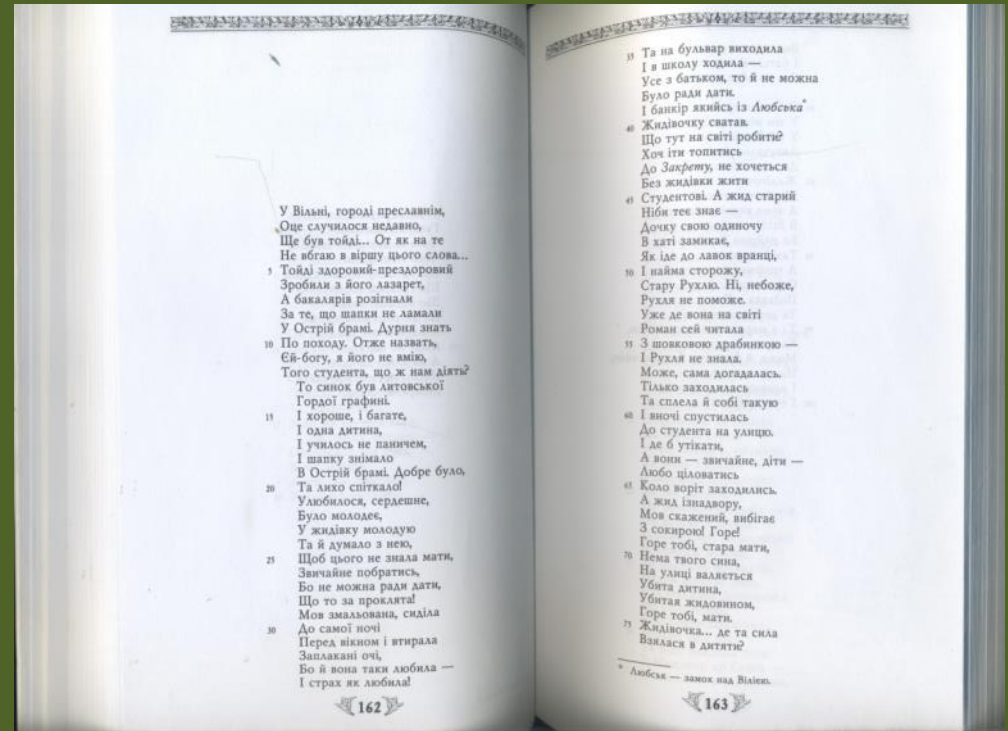 У Вільні, городі преславнім,
Оце случилося недавно,
Ще був тойді... От як на те
Не вбгаю в віршу цього слова...
5 Тойді здоровий-прездоровий
Зробили з його лазарет,
А бакалярів розігнали
За те, що шапки не ламали
У Острій брамі. Дурня знать
10 По походу. Отже назвать,
Єй-богу, я його не вмію,
Того студента, що ж нам діять?
То синок був литовської
Гордої графині.
15 І хороше, і багате,
І одна дитина,
І училось не паничем,
І шапку знімало
В Острій брамі. Добре було,
20 Та лихо спіткало!
Улюбилося, сердешне,
Було молодеє,
У жидівку молодую
Та й думало з нею,
25 Щоб цього не знала мати,
Звичайне побратись,
Бо не можна ради дати,
Що то за проклята!
Мов змальована, сиділа
30 До самої ночі
Перед вікном і втирала
Заплакані очі,
Бо й вона таки любила —
І страх як любила!
162
35 Та на бульвар виходила
І в школу ходила —
Усе з батьком, то й не можна
Було ради дати.
І банкір якийсь із Любська*
40 Жидівочку сватав.
Що тут на світі робити?
Хоч іти топитись
До Закрету, не хочеться
Без жидівки жити
45 Студентові. А жид старий
Ніби теє знає —
Дочку свою одиночу
В хаті замикає,
Як іде до лавок вранці,
50 І найма сторожу,
Стару Рухлю. Ні, небоже,
Рухля не поможе.
Уже де вона на світі
Роман сей читала
55 З шовковою драбинкою —
І Рухля не знала.
Може, сама догадалась.
Тілько заходилась
Та сплела й собі такую
60 І вночі спустилась
До студента на улицю.
І де б утікати,
А вони — звичайне, діти —
Любо ціловатись
65 Коло воріт заходились.
А жид ізнадвору,
Мов скажений, вибігає
З сокирою! Горе!
Горе тобі, стара мати,
70 Нема твого сина,
На улиці валяється
Убита дитина,
Убитая жидовином,
Горе тобі, мати.
75 Жидівочка... де та сила
Взялася в дитяти?
* Любськ — замок над Вілією.
163